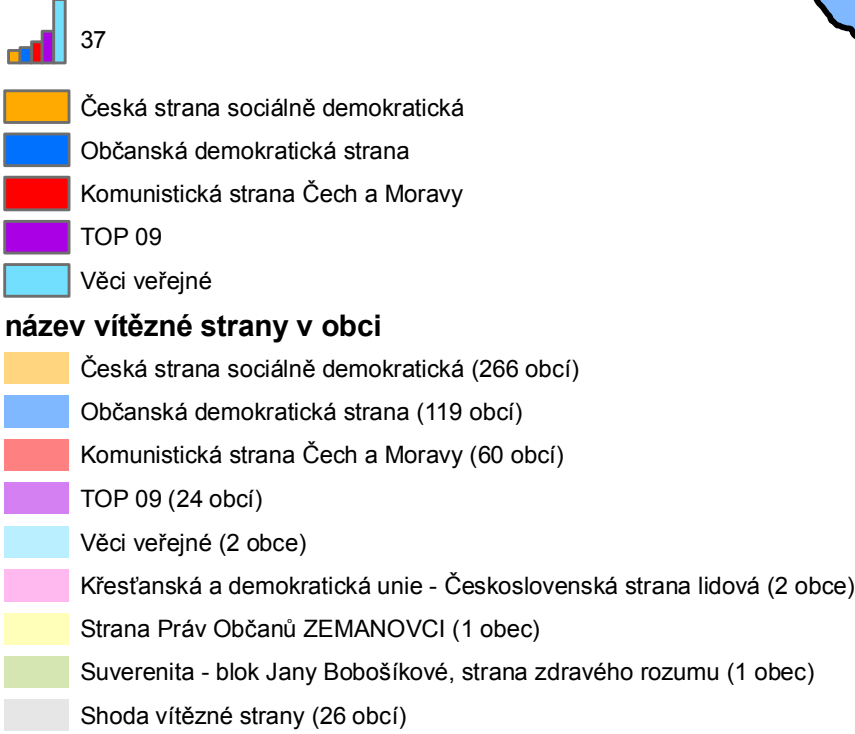 37
Česká strana sociálně demokratická
Občanská demokratická strana
Komunistická strana Čech a Moravy
TOP 09
Věci veřejné
název vítězné strany v obci
Česká strana sociálně demokratická (266 obcí)
Občanská demokratická strana (119 obcí)
Komunistická strana Čech a Moravy (60 obcí)
TOP 09 (24 obcí)
Věci veřejné (2 obce)
Křesťanská a demokratická unie - Československá strana lidová (2 obce)
Strana Práv Občanů ZEMANOVCI (1 obec)
Suverenita - blok Jany Bobošíkové, strana zdravého rozumu (1 obec)
Shoda vítězné strany (26 obcí)